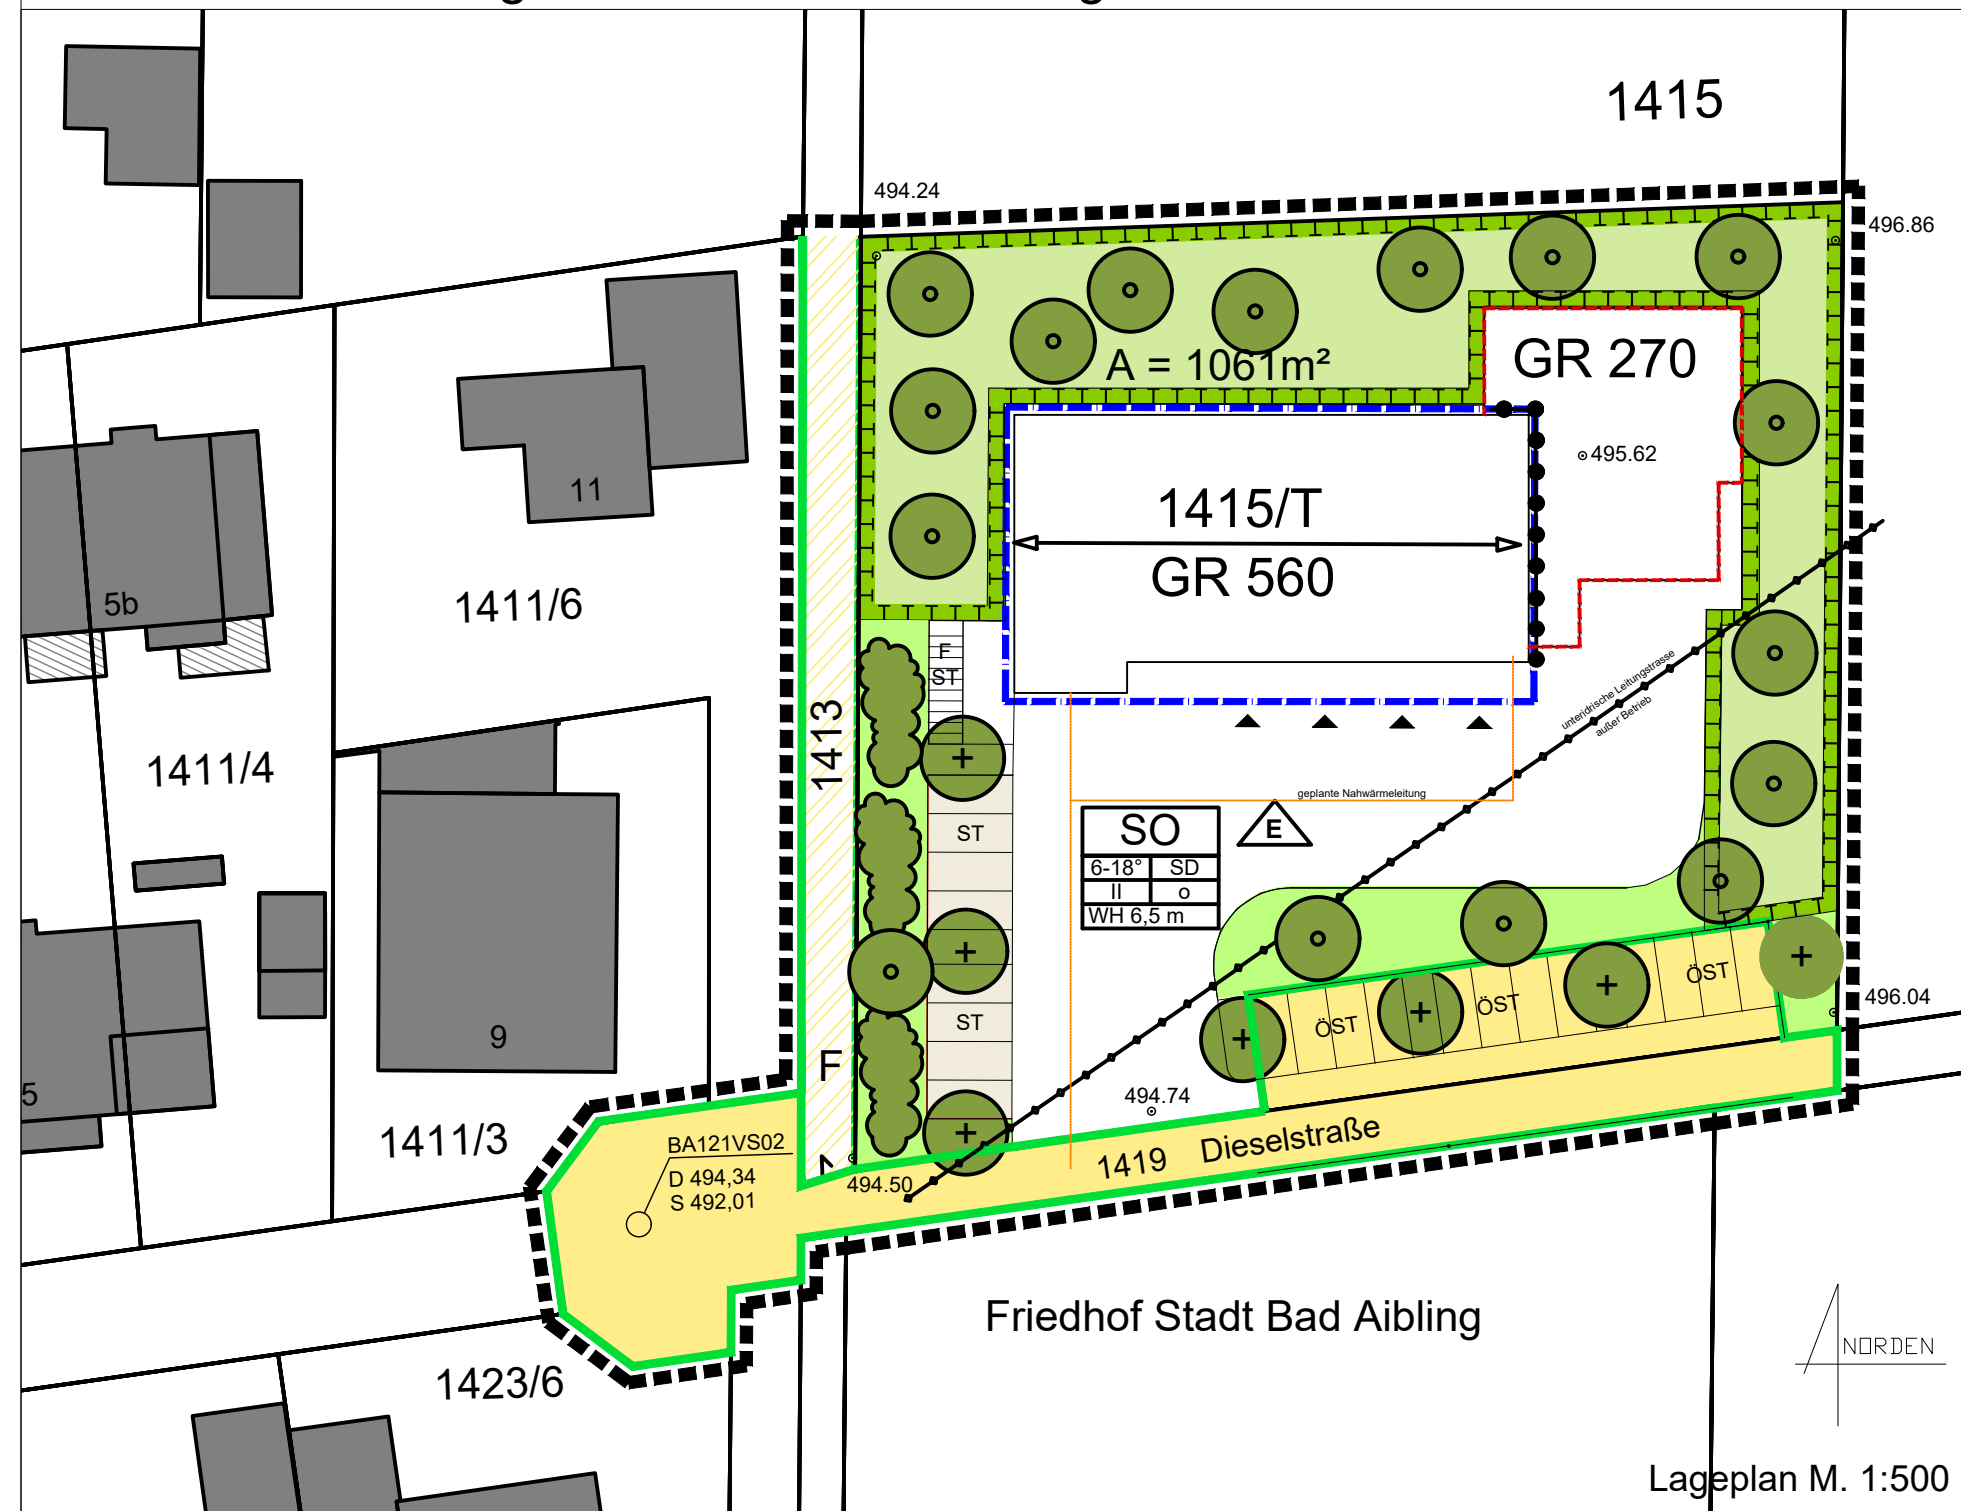 1415
494.24
496.86
A = 1061m²
GR 270
495.62
1415/T
GR 560
11
5b
1411/6
F
ST
unteridrische Leitungstrasse
außer Betrieb
1413
1411/4
geplante Nahwärmeleitung
SO
E
6-18° SD
II o
WH 6,5 m
ST
ST
ÖST
ÖST
ÖST
496.04
9
5
F
494.74
1411/3
BA121VS02
D 494,34
S 492,01
1419 Dieselstraße
494.50
Friedhof Stadt Bad Aibling
NORDEN
1423/6
Lageplan M. 1:500